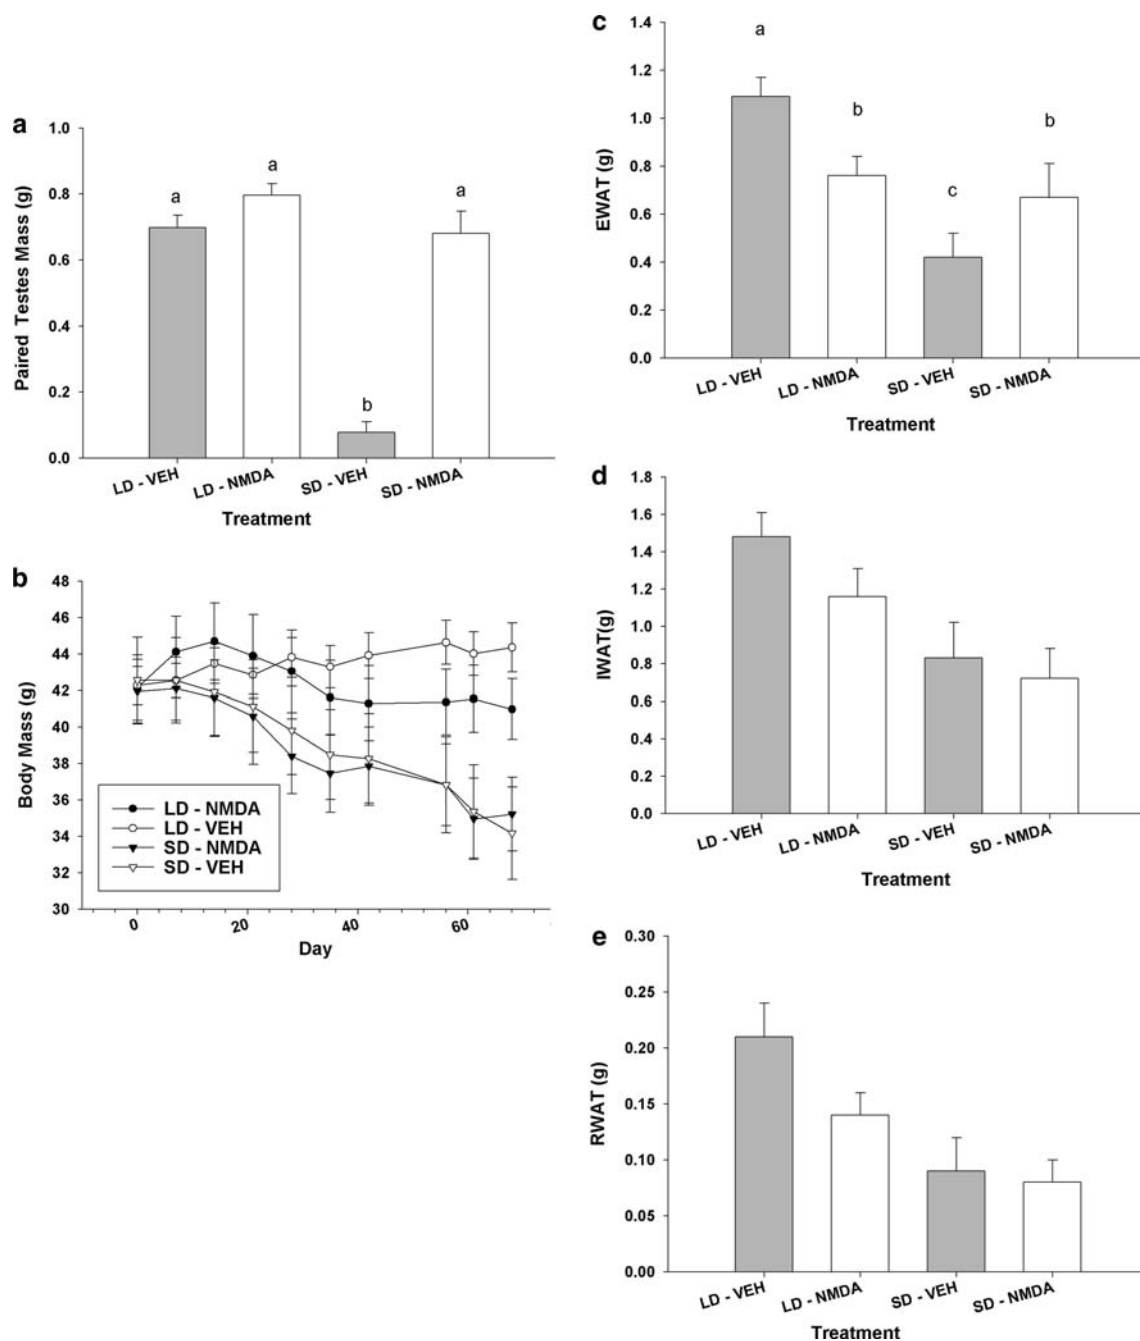 a
1.0
0.8
0.6
0.4
0.2
0.0
Paired Testes Mass (g)
a
a
b
a
LD - VEH
LD - NMDA
SD - VEH
SD - NMDA
Treatment
b
48
46
44
42
40
38
36
34
32
30
Body Mass (g)
LD - NMDA
LD - VEH
SD - NMDA
SD - VEH
0
20
40
60
Day
c
1.4
1.2
1.0
0.8
0.6
0.4
0.2
0.0
EWAT (g)
a
b
c
b
LD - VEH
LD - NMDA
SD - VEH
SD - NMDA
Treatment
d
1.8
1.6
1.4
1.2
1.0
0.8
0.6
0.4
0.2
0.0
IWAT(g)
LD - VEH
LD - NMDA
SD - VEH
SD - NMDA
Treatment
e
0.30
0.25
0.20
0.15
0.10
0.05
0.00
RWAT (g)
LD - VEH
LD - NMDA
SD - VEH
SD - NMDA
Treatment